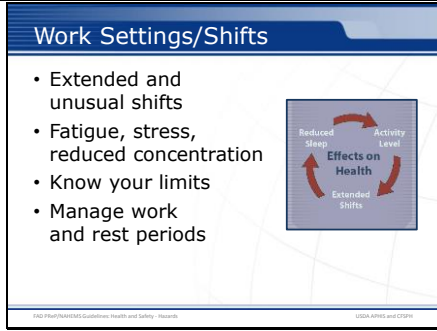 Work Settings/Shifts
• Extended and
unusual shifts
• Fatigue, stress,
reduced concentration
• Know your limits
• Manage work
and rest periods
Reduced
Sleep
Activity
Level
Effects on
Health
Extended
Shifts
FAD PReP/NAHEMS Guidelines: Health and Safety - Hazards
USDA APHIS and CFSPH